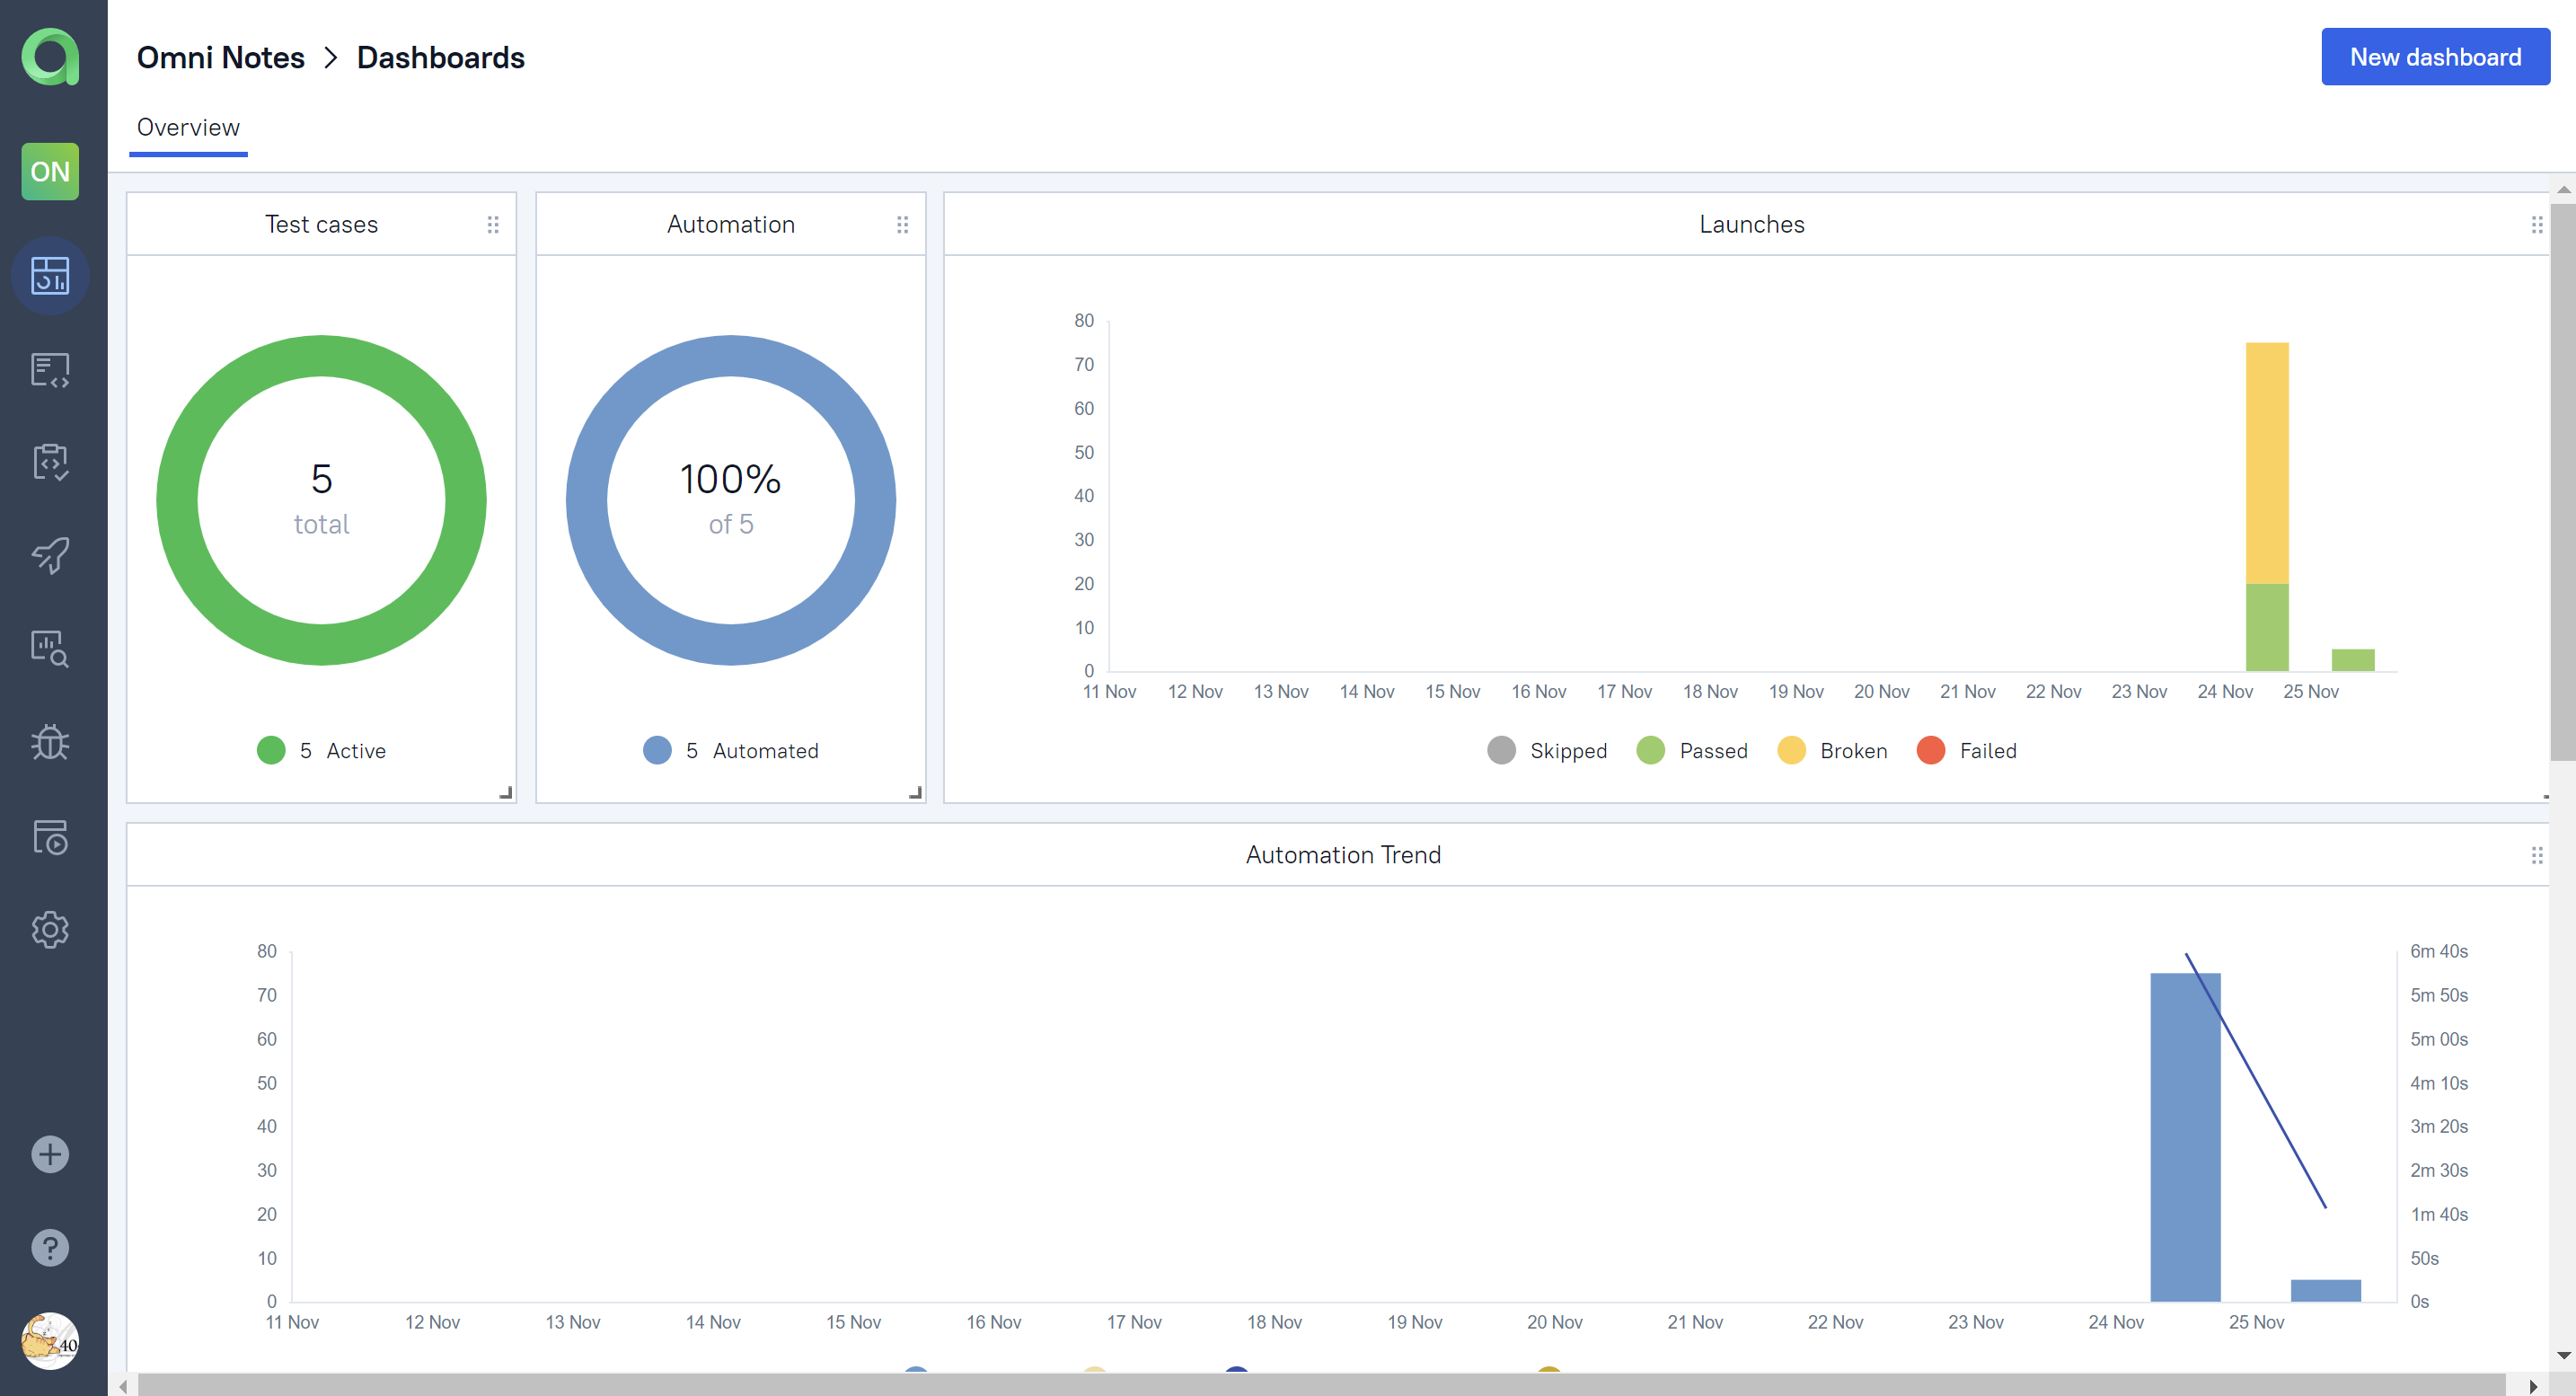 Omni Notes > Dashboards
New dashboard
Overview
ON
Test cases
5
total
5 Active
Automation
100%
of 5
5 Automated
Launches
80
70
60
50
40
30
20
10
0
11 Nov 12 Nov 13 Nov 14 Nov 15 Nov 16 Nov 17 Nov 18 Nov 19 Nov 20 Nov 21 Nov 22 Nov 23 Nov 24 Nov 25 Nov
Skipped Passed Broken Failed
Automation Trend
80 6m 40s
70 5m 50s
60 5m 00s
50 4m 10s
40 3m 20s
30 2m 30s
20 1m 40s
10 50s
0 0s
11 Nov 12 Nov 13 Nov 14 Nov 15 Nov 16 Nov 17 Nov 18 Nov 19 Nov 20 Nov 21 Nov 22 Nov 23 Nov 24 Nov 25 Nov
40